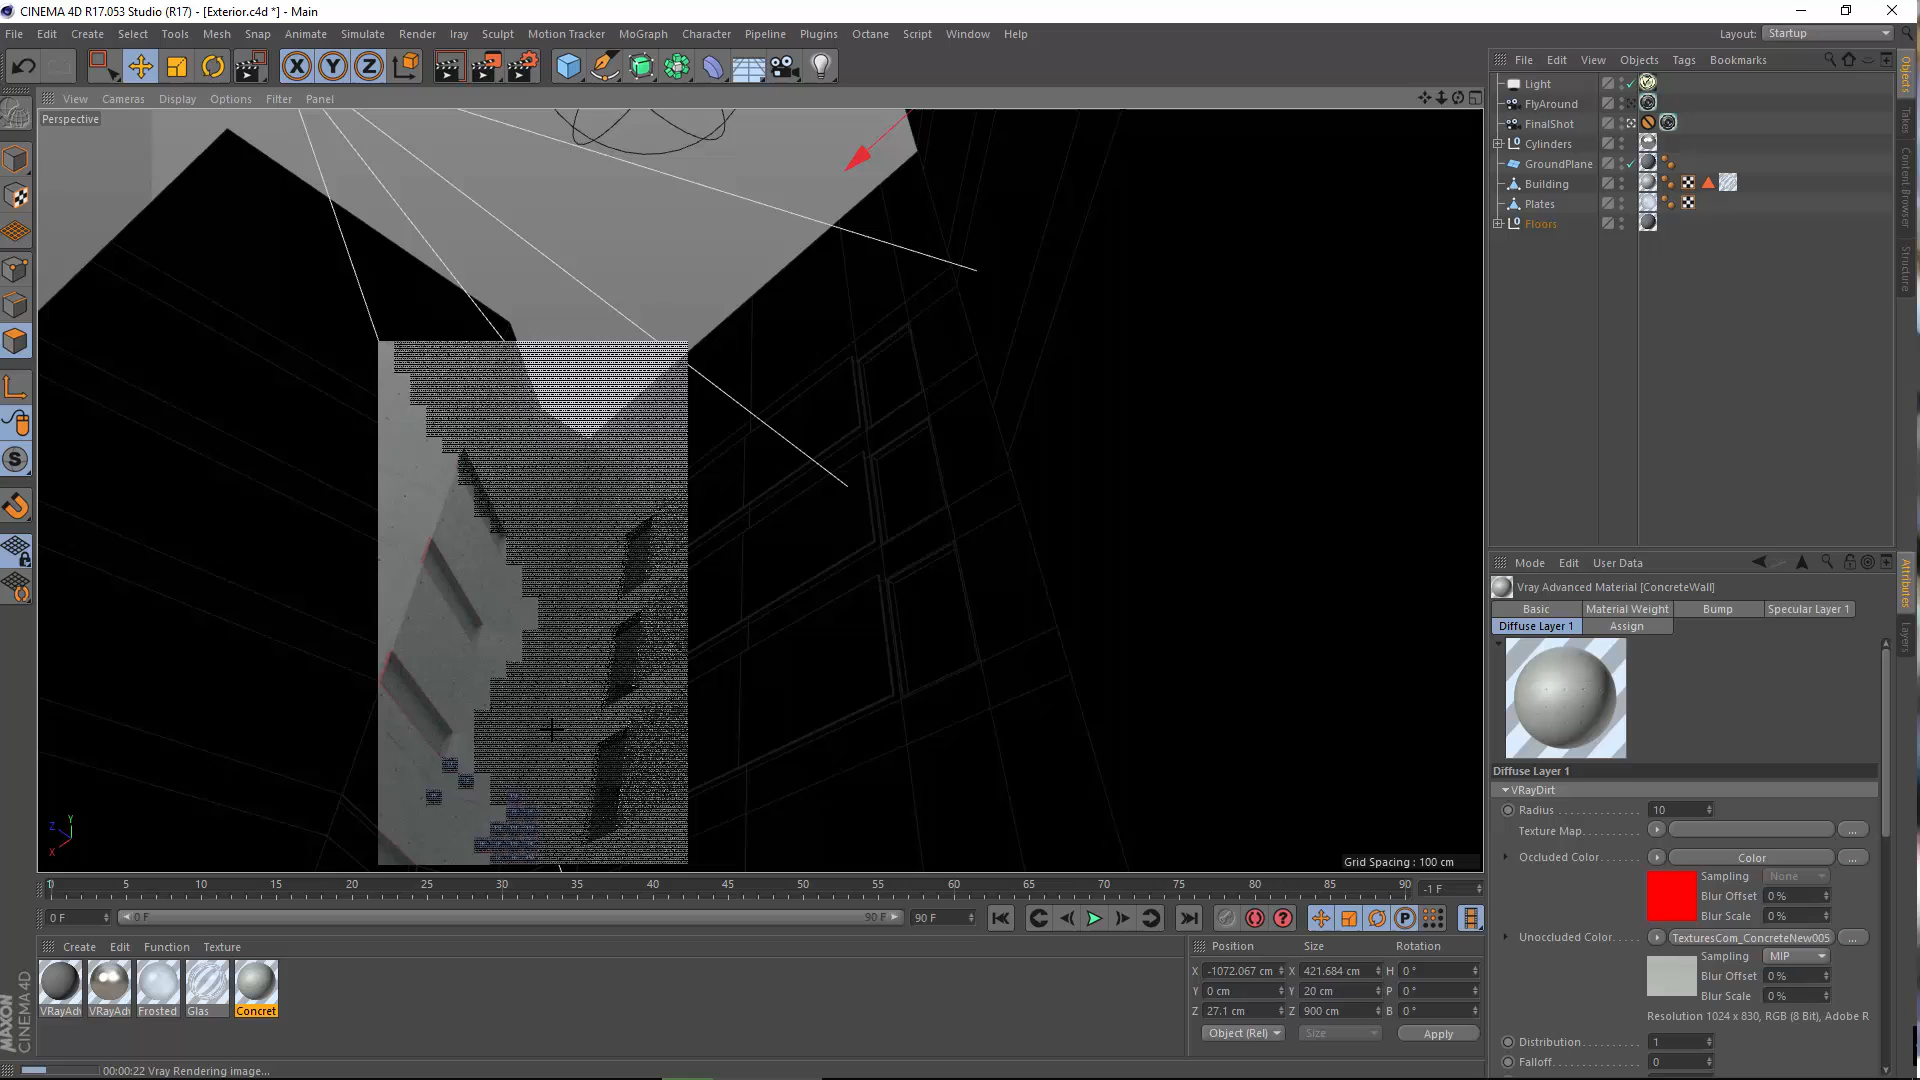 CINEMA 4D R17.053 Studio (R17) - [Exterior.c4d *] - Main
File Edit Create Select Tools Mesh Snap Animate Simulate Render Iray Sculpt Motion Tracker MoGraph Character Pipeline Plugins Octane Script Window Help
Layout: Startup
X Y Z
View Cameras Display Options Filter Panel
Perspective
Grid Spacing : 100 cm
Z Y X
S
File Edit View Objects Tags Bookmarks
Light
FlyAround
FinalShot
Cylinders
GroundPlane
Building
Plates
Floors
Objects
Takes
Content Browser
Structure
Mode Edit User Data
Vray Advanced Material [ConcreteWall]
Basic Material Weight Bump Specular Layer 1
Diffuse Layer 1 Assign
Attributes
Layers
Diffuse Layer 1
VRayDirt
Radius 10
Texture Map ...
Occluded Color Color ...
Sampling None
Blur Offset 0 %
Blur Scale 0 %
Unoccluded Color TexturesCom_ConcreteNew005 ...
Sampling MIP
Blur Offset 0 %
Blur Scale 0 %
Resolution 1024 x 830, RGB (8 Bit), Adobe R
Distribution 1
Falloff 0
0 5 10 15 20 25 30 35 40 45 50 55 60 65 70 75 80 85 90 -1 F
0 F 0 F 90 F 90 F
P
Create Edit Function Texture
VRayAdv VRayAdv Frosted Glas Concret
Position Size Rotation
X -1072.067 cm X 421.684 cm H 0 °
Y 0 cm Y 20 cm P 0 °
Z 27.1 cm Z 900 cm B 0 °
Object (Rel) Size Apply
MAXON
CINEMA 4D
00:00:22 Vray Rendering image...